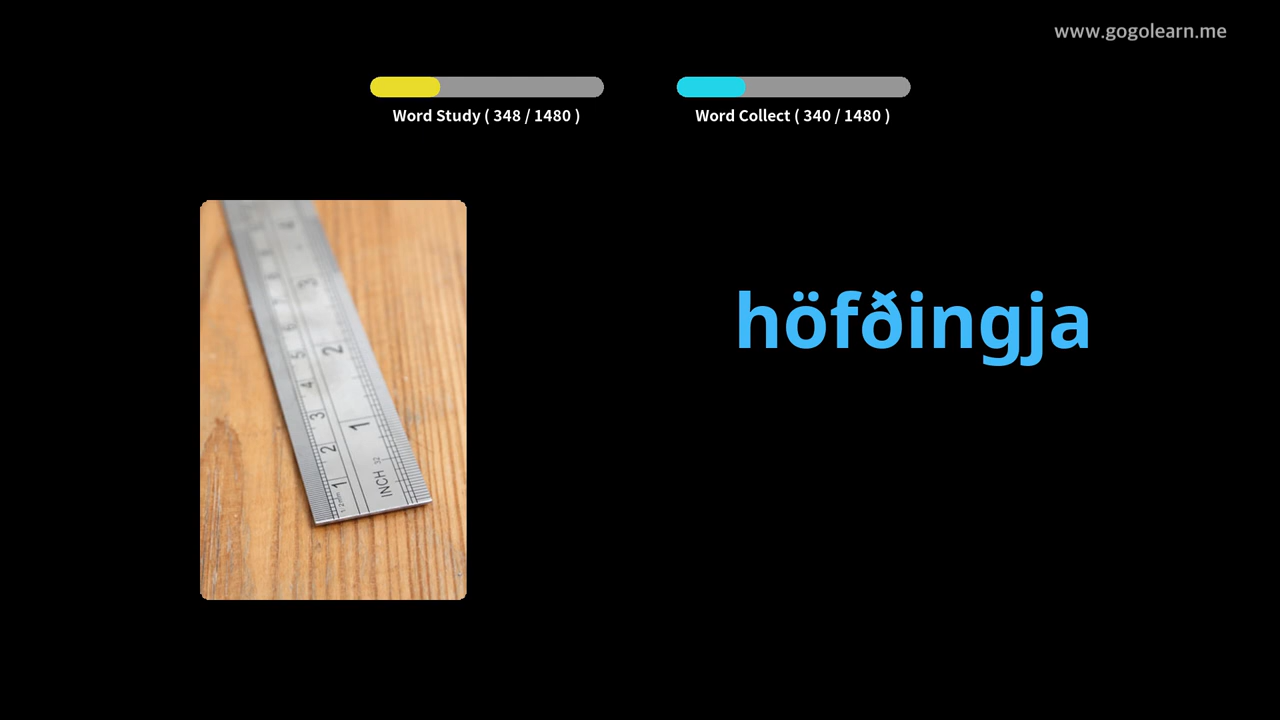 www.gogolearn.me
Word Study ( 348 / 1480 )
Word Collect ( 340 / 1480 )
höfðingja
3
2
1
INCH 32
5
4
3
2
1